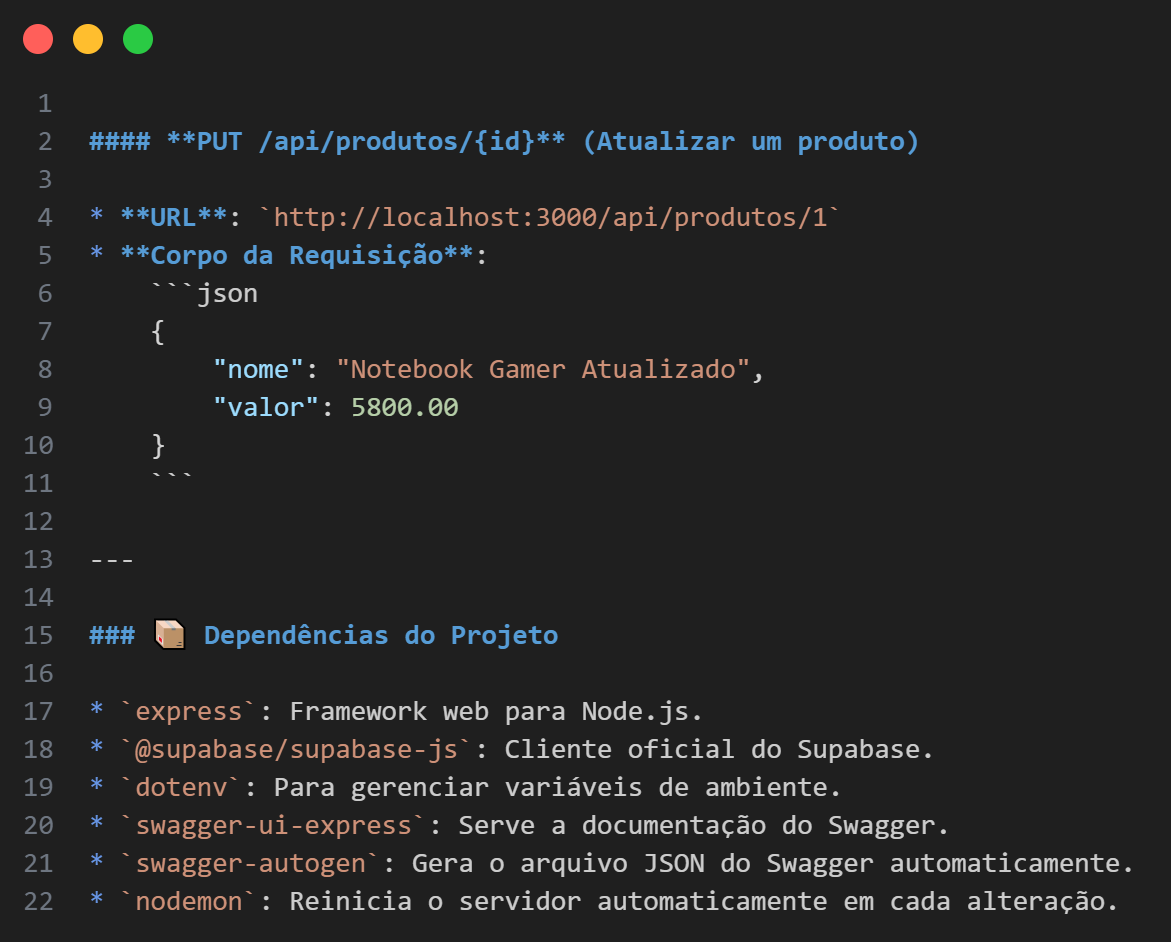 1
2 #### **PUT /api/produtos/{id}** (Atualizar um produto)
3
4 * **URL**: `http://localhost:3000/api/produtos/1`
5 * **Corpo da Requisição**:
6     ```json
7     {
8         "nome": "Notebook Gamer Atualizado",
9         "valor": 5800.00
10     }
11     ```
12
13 ---
14
15 ### 📦 Dependências do Projeto
16
17 * `express`: Framework web para Node.js.
18 * `@supabase/supabase-js`: Cliente oficial do Supabase.
19 * `dotenv`: Para gerenciar variáveis de ambiente.
20 * `swagger-ui-express`: Serve a documentação do Swagger.
21 * `swagger-autogen`: Gera o arquivo JSON do Swagger automaticamente.
22 * `nodemon`: Reinicia o servidor automaticamente em cada alteração.